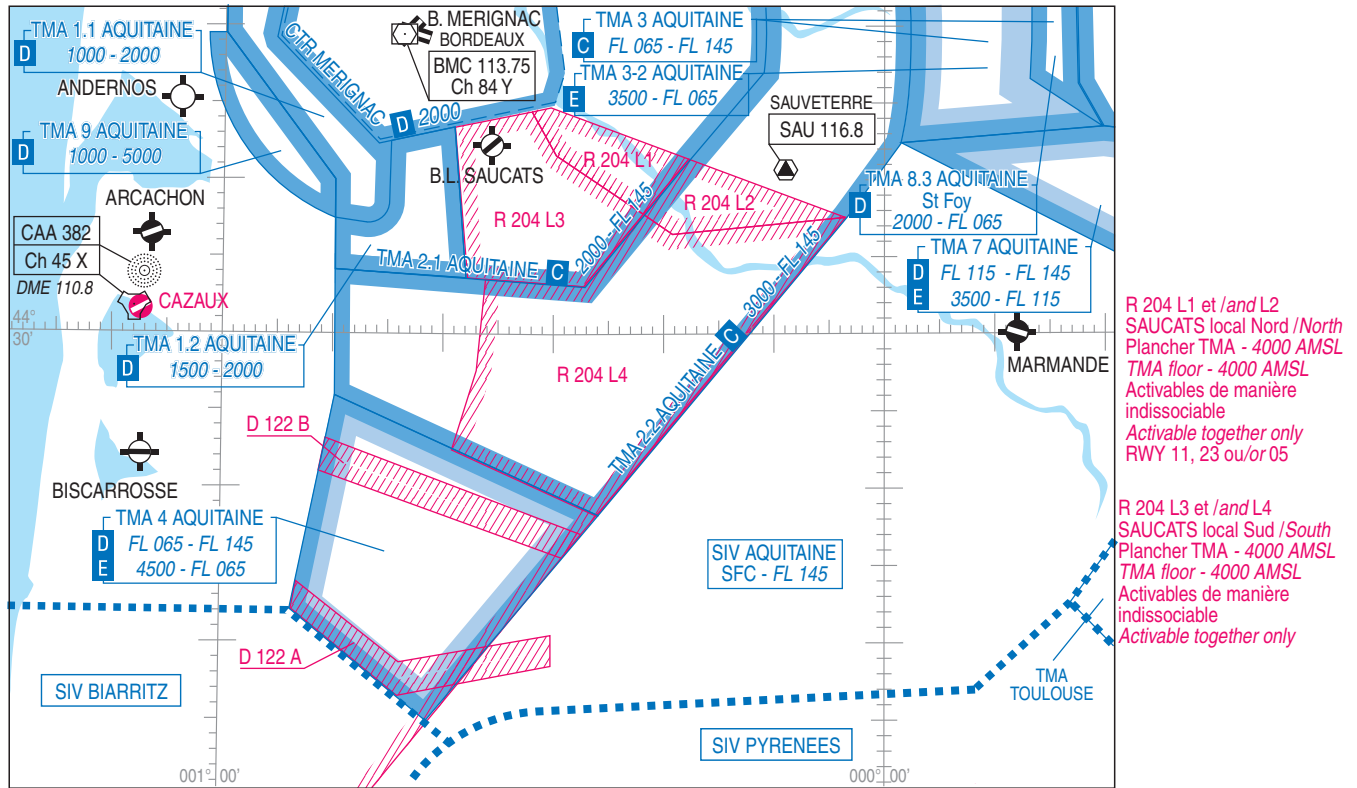 TMA 1.1 AQUITAINE
D
1000 - 2000
ANDERNOS
TMA 9 AQUITAINE
D
1000 - 5000
ARCACHON
CAA 382
Ch 45 X
DME 110.8
CAZAUX
44°
30'
TMA 1.2 AQUITAINE
D
1500 - 2000
CTR MERIGNAC
D
2000
B. MERIGNAC
BORDEAUX
BMC 113.75
Ch 84 Y
TMA 3 AQUITAINE
C
FL 065 - FL 145
TMA 3-2 AQUITAINE
E
3500 - FL 065
SAUVETERRE
SAU 116.8
B.L. SAUCATS
R 204 L1
R 204 L2
R 204 L3
TMA 2.1 AQUITAINE
C
2000 - FL 145
R 204 L4
TMA 2.2 AQUITAINE
C
3000 - FL 145
TMA 8.3 AQUITAINE
D
St Foy
2000 - FL 065
TMA 7 AQUITAINE
D
FL 115 - FL 145
E
3500 - FL 115
MARMANDE
D 122 B
BISCARROSSE
TMA 4 AQUITAINE
D
FL 065 - FL 145
E
4500 - FL 065
SIV AQUITAINE
SFC - FL 145
D 122 A
SIV BIARRITZ
SIV PYRENEES
TMA
TOULOUSE
001° 00'
000° 00'
R 204 L1 et /and L2
SAUCATS local Nord /North
Plancher TMA - 4000 AMSL
TMA floor - 4000 AMSL
Activables de manière
indissociable
Activable together only
RWY 11, 23 ou/or 05
R 204 L3 et /and L4
SAUCATS local Sud /South
Plancher TMA - 4000 AMSL
TMA floor - 4000 AMSL
Activables de manière
indissociable
Activable together only